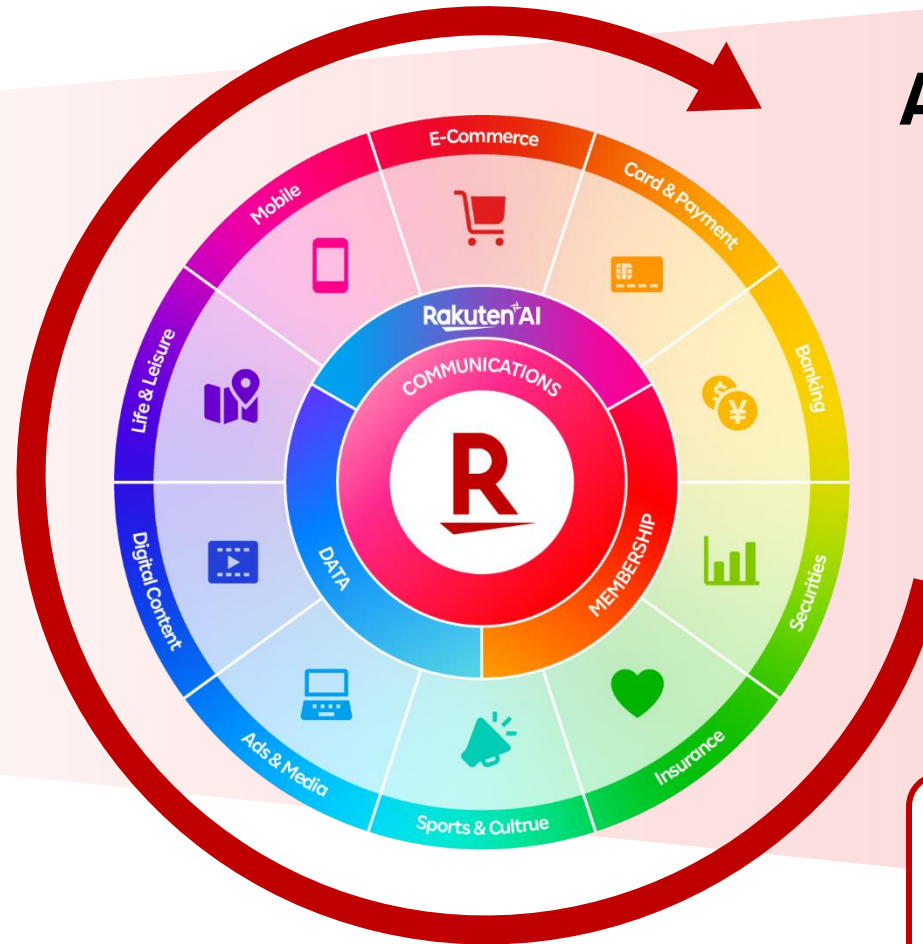 A
E-Commerce
Card & Payment
Banking
Securities
Insurance
Sports & Cultrue
Ads & Media
Digital Content
Life & Leisure
Mobile
Rakuten AI
COMMUNICATIONS
MEMBERSHIP
DATA
R
$
¥